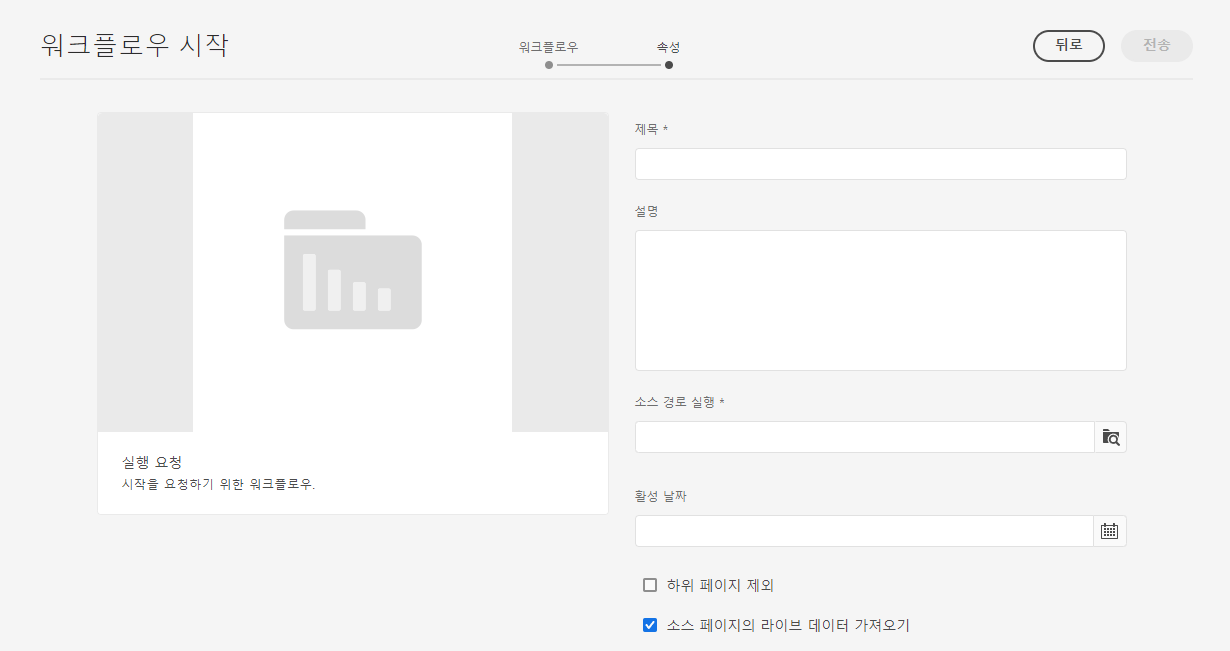 워크플로우 시작
워크플로우
속성
뒤로
전송
실행 요청
시작을 요청하기 위한 워크플로우.
제목 *
설명
소스 경로 실행 *
활성 날짜
하위 페이지 제외
소스 페이지의 라이브 데이터 가져오기